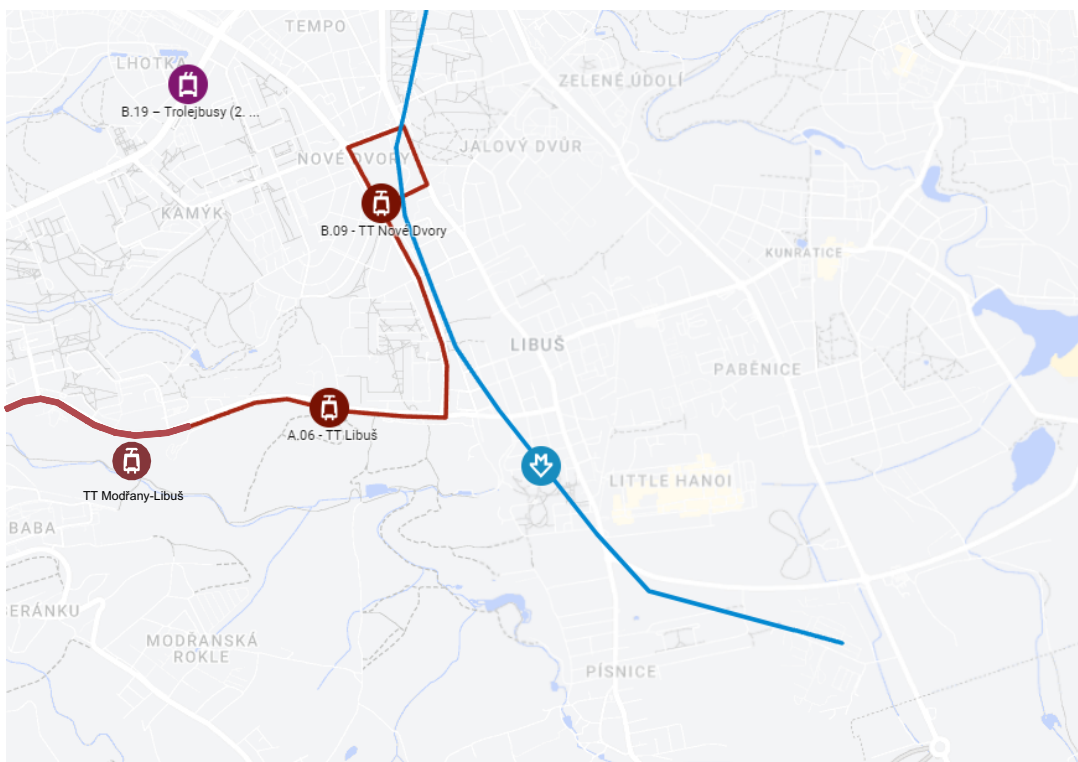 TEMPO
LHOTKA
ZELENÉ ÚDOLÍ
B.19 – Trolejbusy (2. ...
JALOVÝ DVŮR
NOVÉ DVORY
KAMÝK
B.09 - TT Nové Dvory
KUNRATICE
LIBUŠ
PABĚNICE
A.06 - TT Libuš
M
LITTLE HANOI
TT Modřany-Libuš
BABA
BERÁNKU
MODŘANSKÁ
ROKLE
PÍSNICE